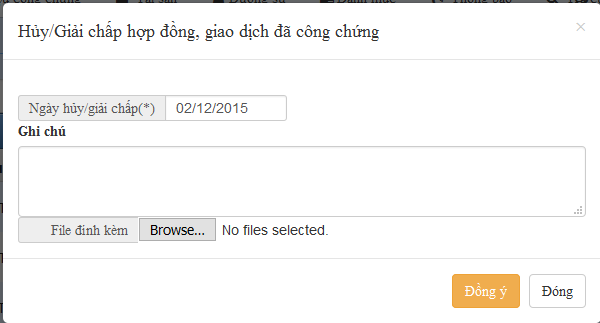 Hủy/Giải chấp hợp đồng, giao dịch đã công chứng
×
Ngày hủy/giải chấp(*) 02/12/2015
Ghi chú
File đính kèm Browse... No files selected.
Đồng ý Đóng